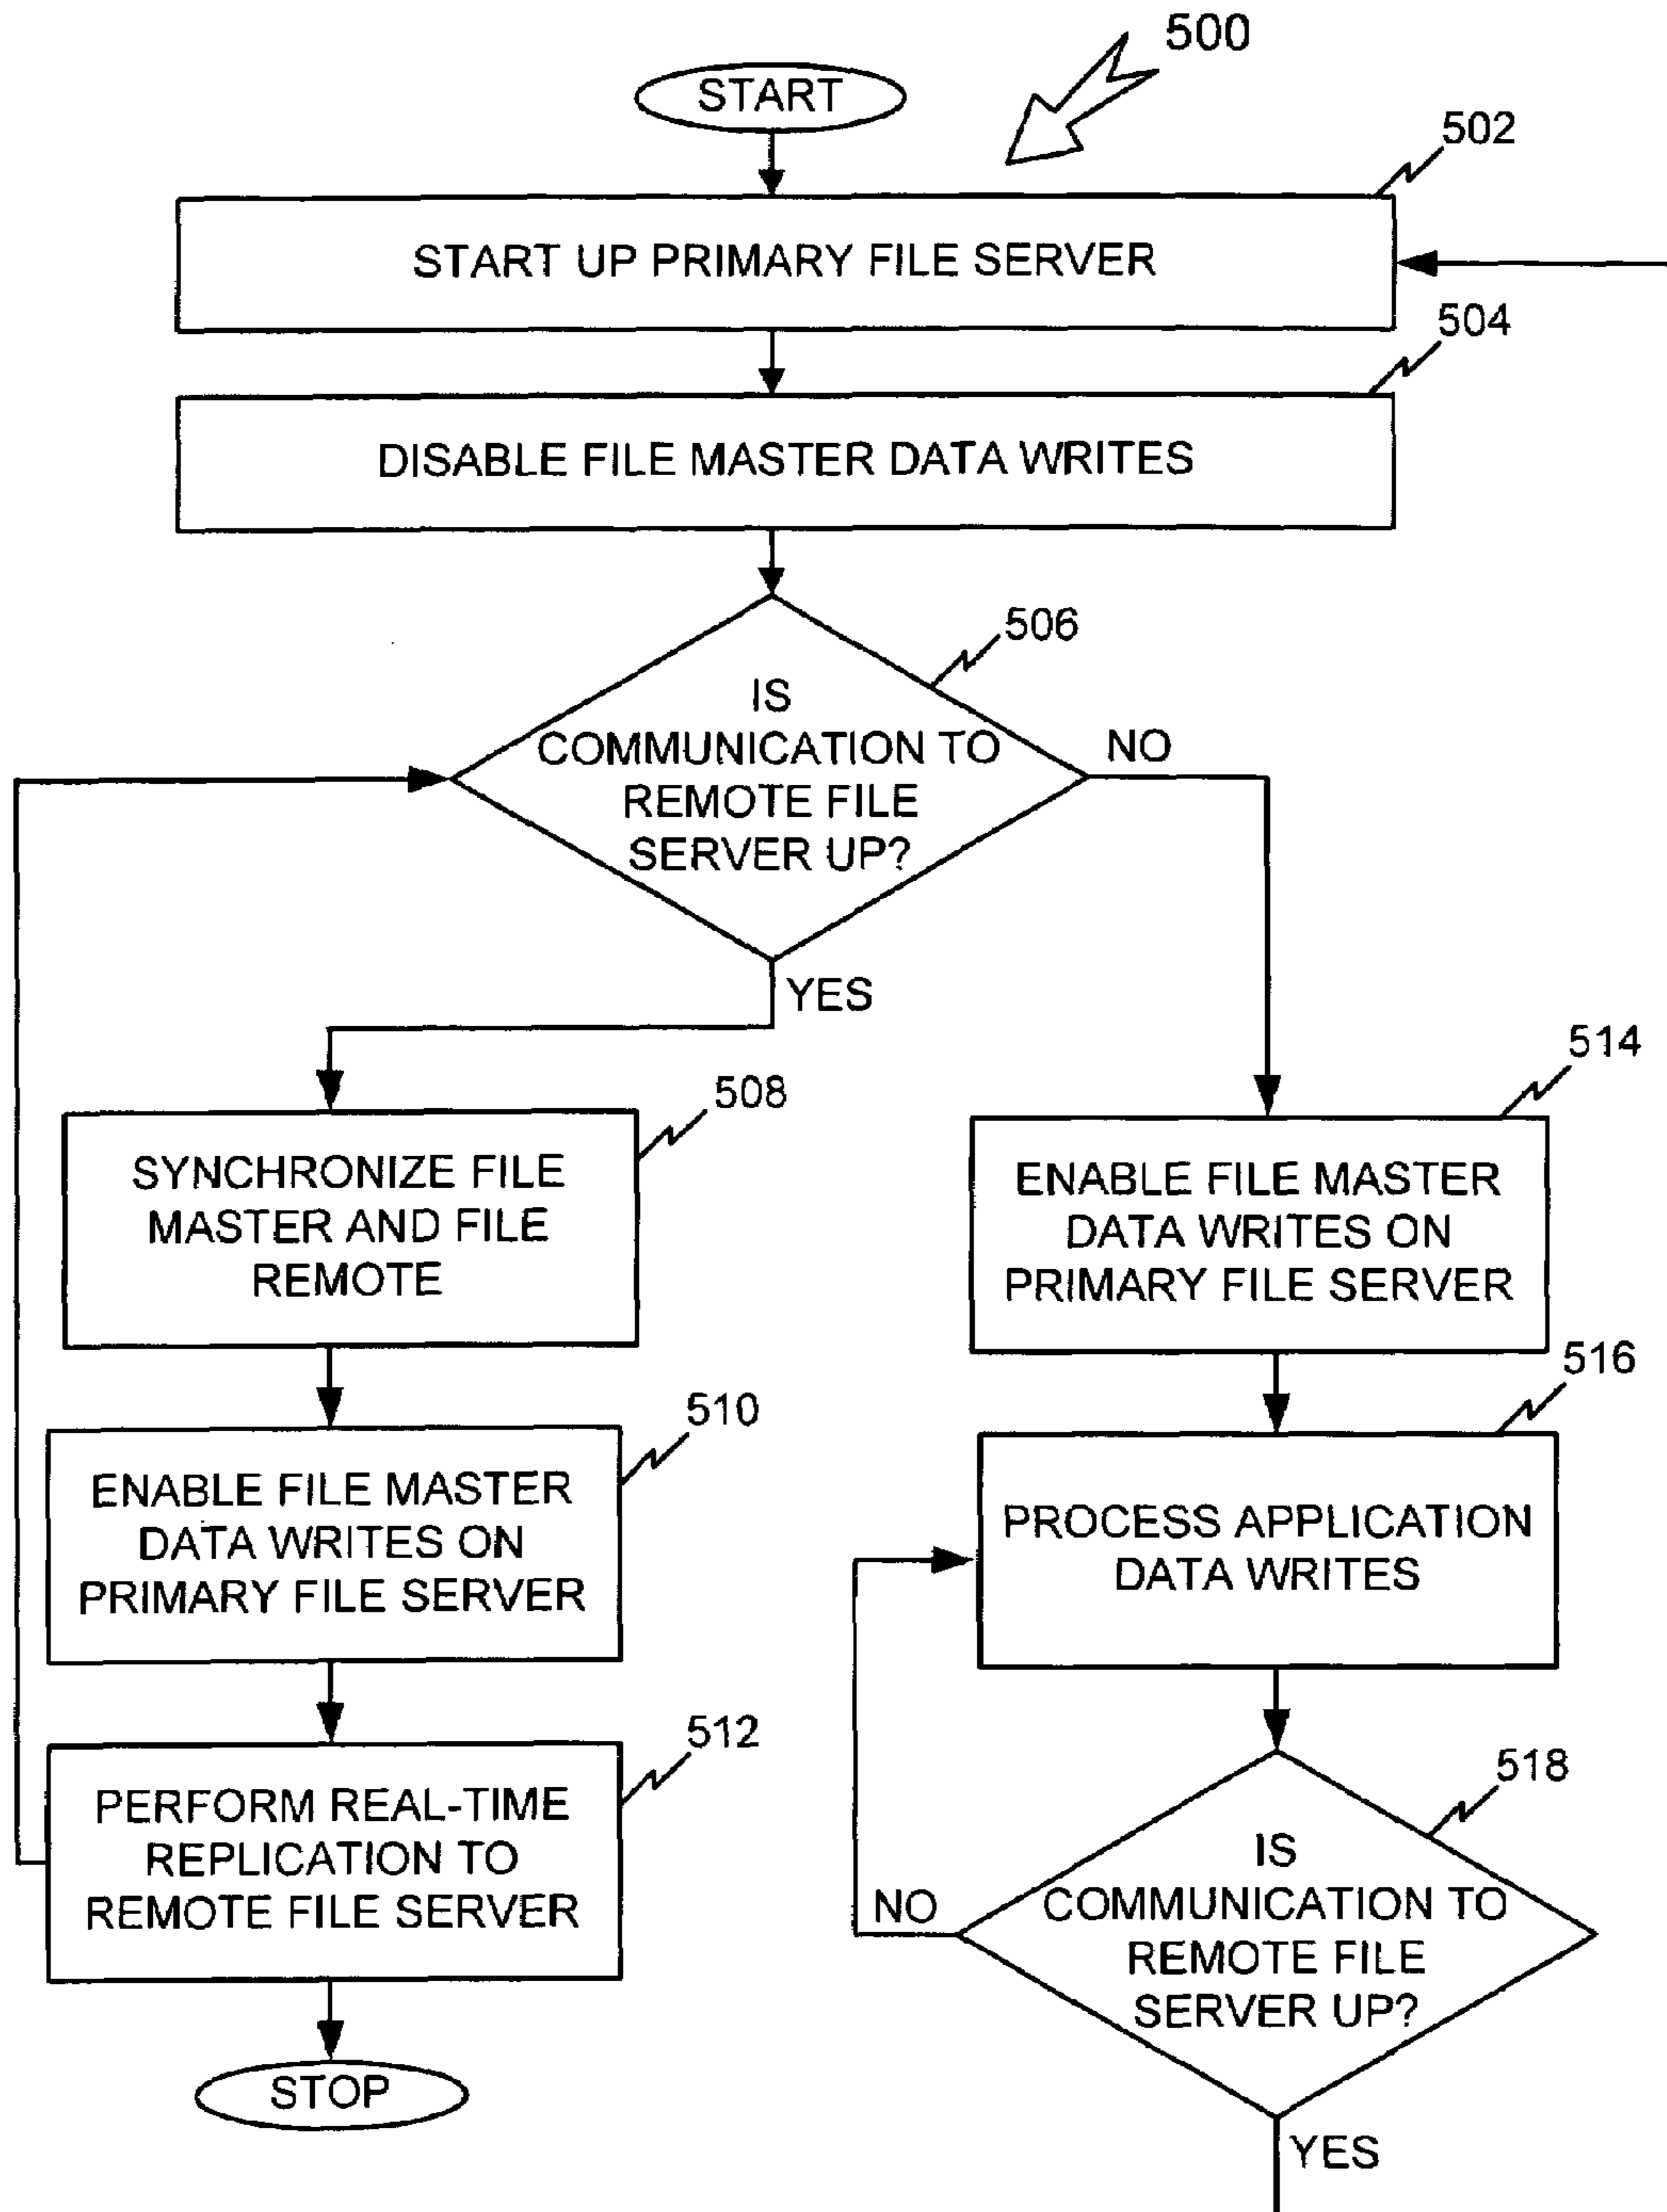 500
START
502
START UP PRIMARY FILE SERVER
504
DISABLE FILE MASTER DATA WRITES
506
IS
COMMUNICATION TO
REMOTE FILE
SERVER UP?
NO
YES
508
SYNCHRONIZE FILE
MASTER AND FILE
REMOTE
510
ENABLE FILE MASTER
DATA WRITES ON
PRIMARY FILE SERVER
512
PERFORM REAL-TIME
REPLICATION TO
REMOTE FILE SERVER
STOP
514
ENABLE FILE MASTER
DATA WRITES ON
PRIMARY FILE SERVER
516
PROCESS APPLICATION
DATA WRITES
518
IS
COMMUNICATION TO
REMOTE FILE
SERVER UP?
NO
YES